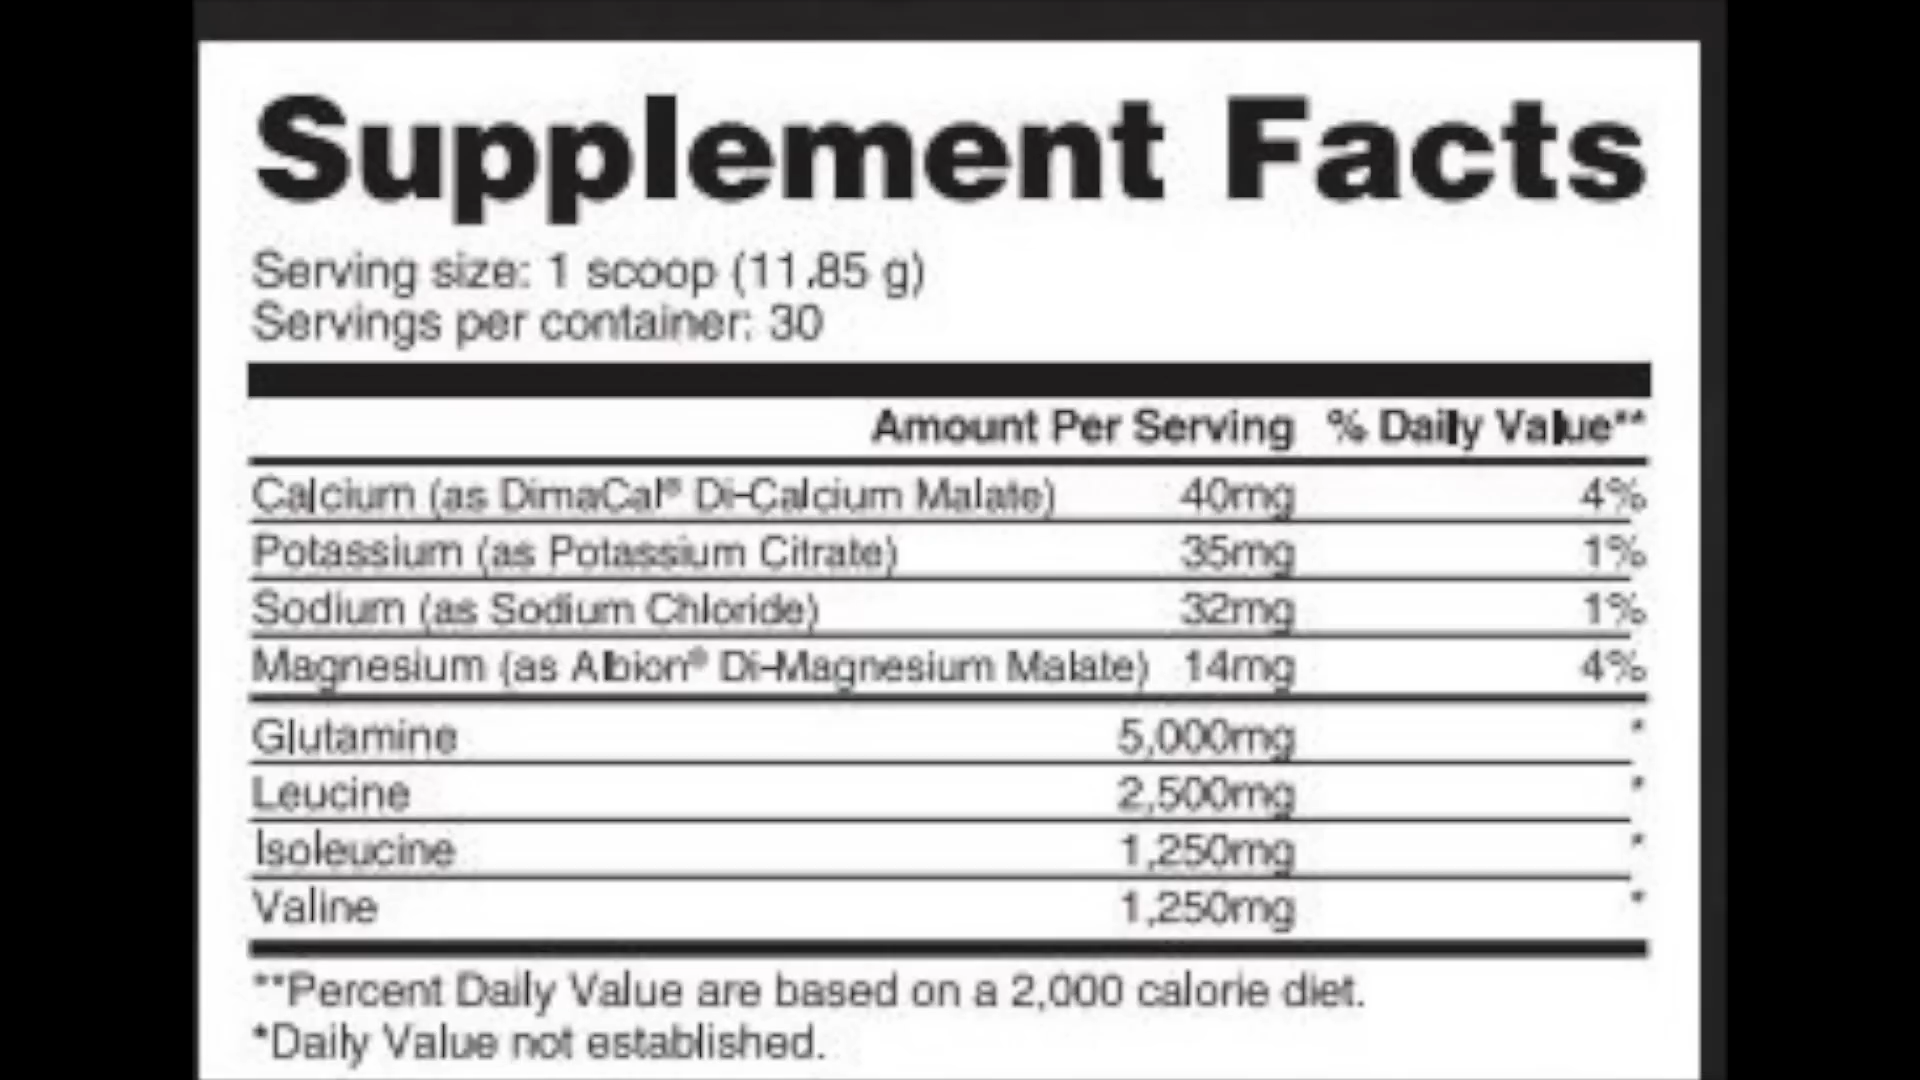 Supplement Facts
Serving size: 1 scoop (11.85 g)
Servings per container: 30
Amount Per Serving % Daily Value**
Calcium (as DimaCal® Di-Calcium Malate) 40mg 4%
Potassium (as Potassium Citrate) 35mg 1%
Sodium (as Sodium Chloride) 32mg 1%
Magnesium (as Albion® Di-Magnesium Malate) 14mg 4%
Glutamine 5,000mg *
Leucine 2,500mg *
Isoleucine 1,250mg *
Valine 1,250mg *
**Percent Daily Value are based on a 2,000 calorie diet.
*Daily Value not established.